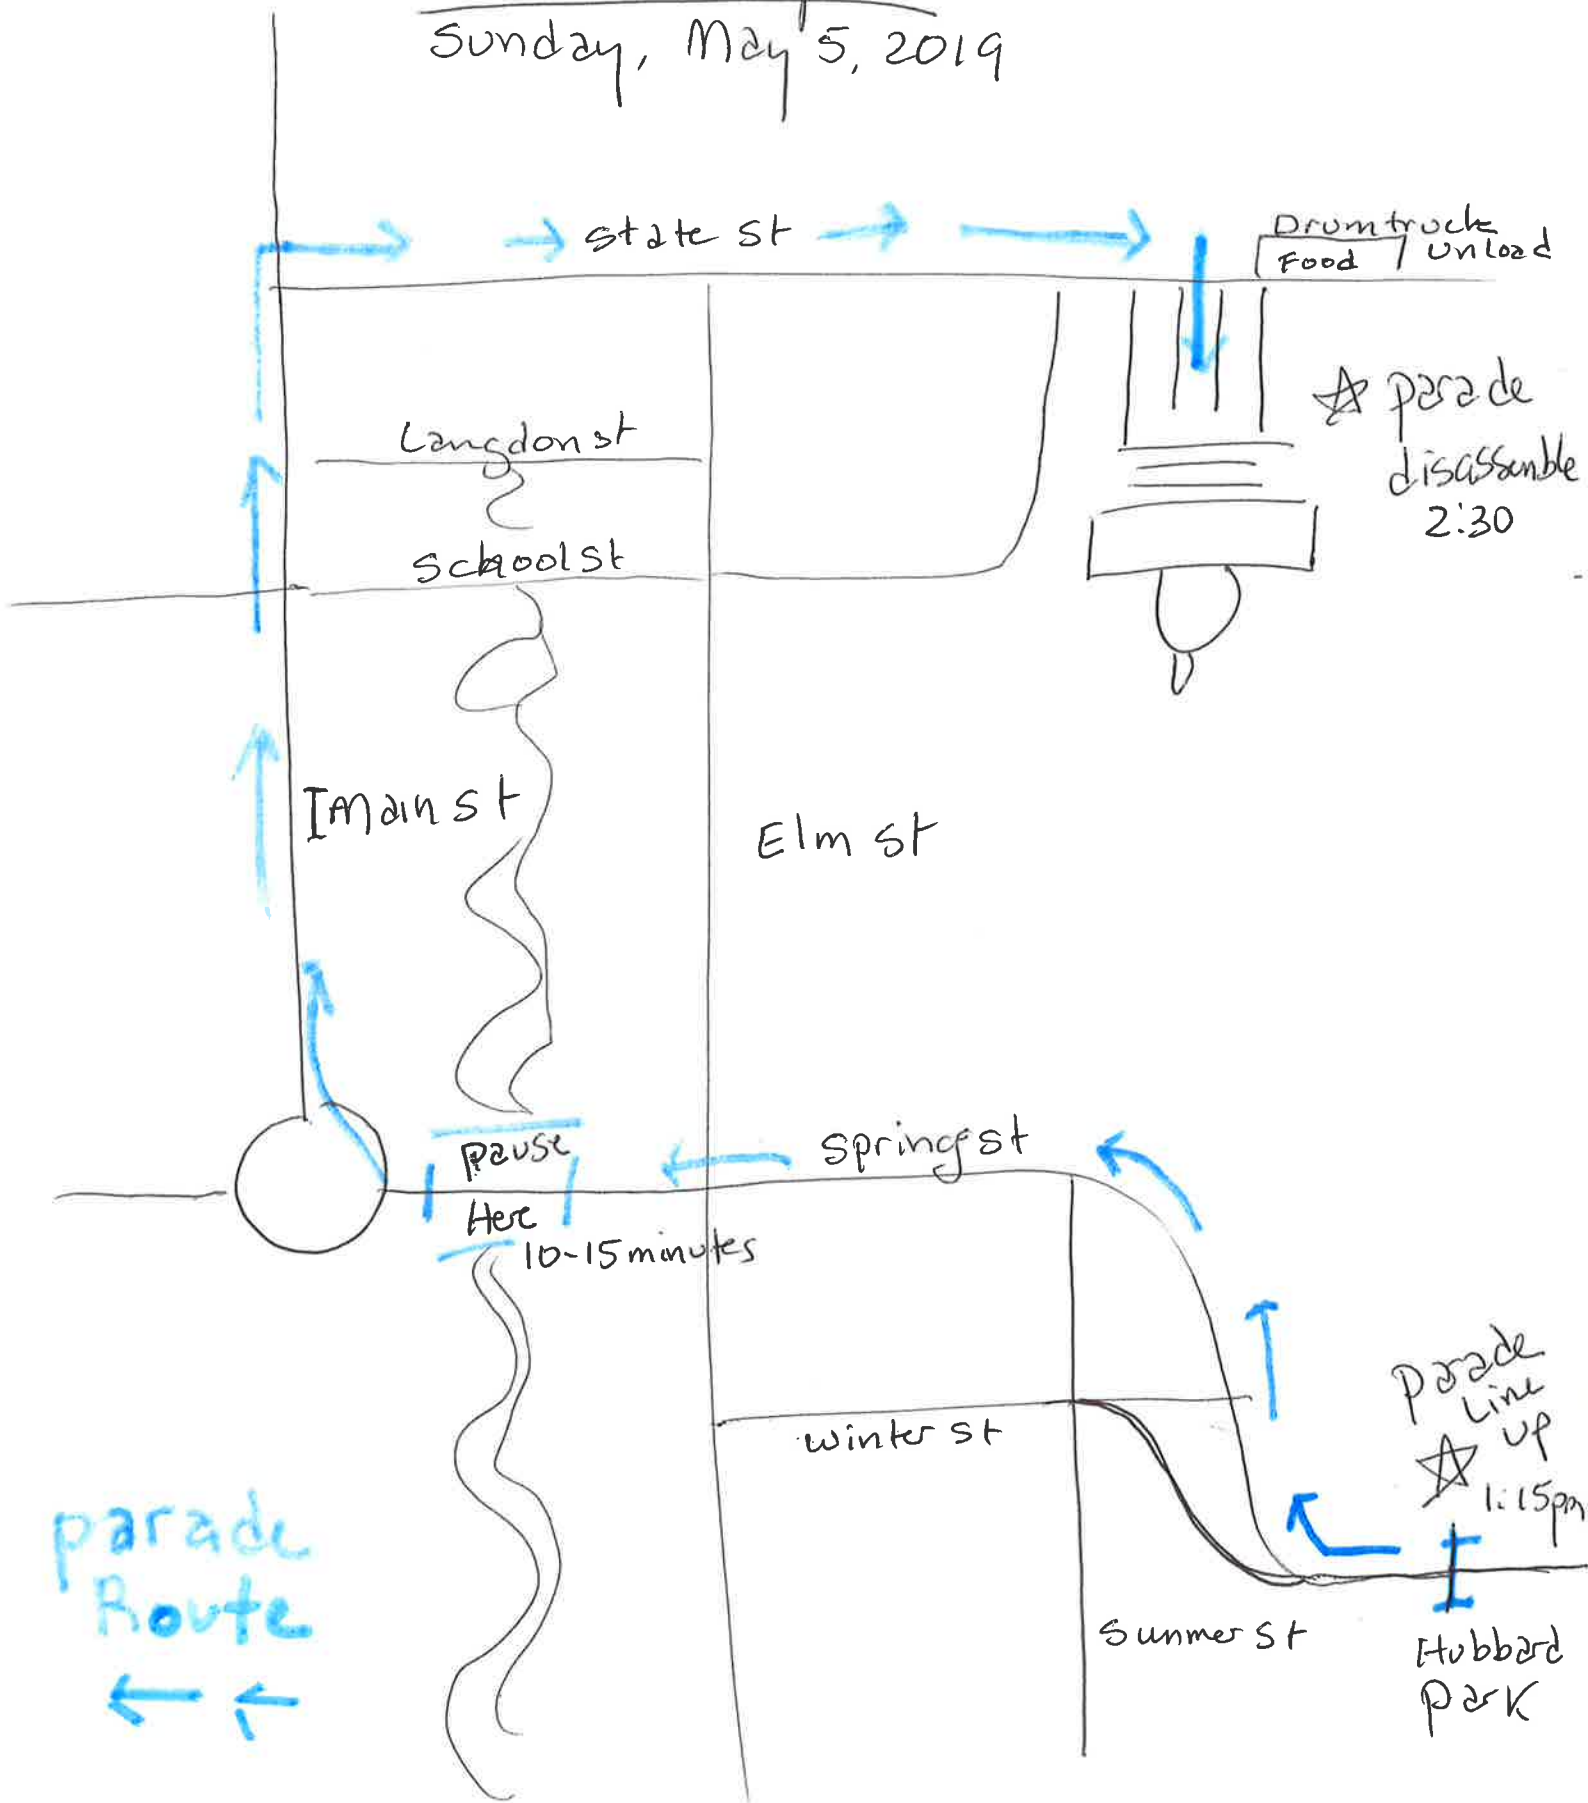 Sunday, May 5, 2019
State St
Drumtruck
Food
Unload
Langdon st
☆ parade
disassemble
2:30
School St
Main St
Elm St
Spring st
Pause
Here
10-15 minutes
Winter St
Parade
Line
up
☆
1:15pm
parade
Route
Summer St
Hubbard
Park